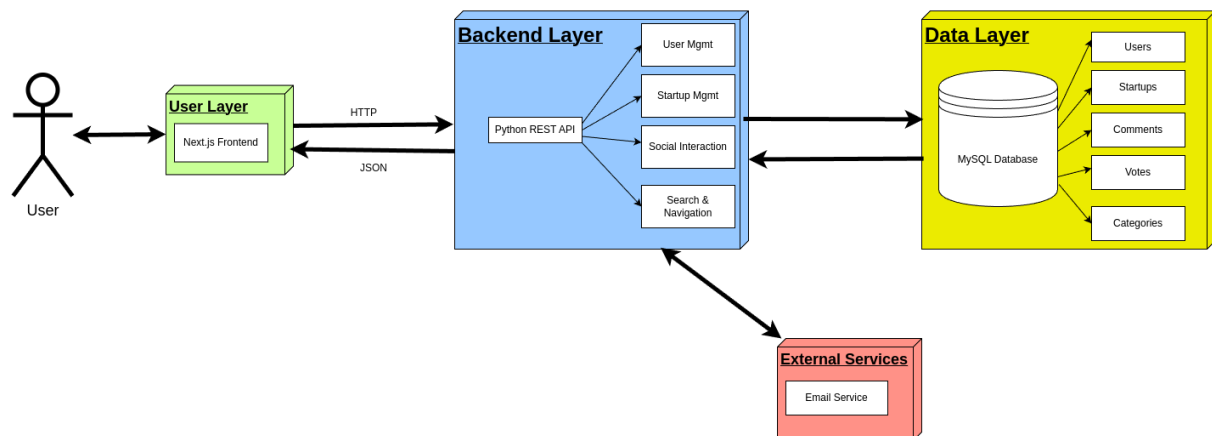 User
User Layer
Next.js Frontend
HTTP
JSON
Backend Layer
Python REST API
User Mgmt
Startup Mgmt
Social Interaction
Search &
Navigation
Data Layer
MySQL Database
Users
Startups
Comments
Votes
Categories
External Services
Email Service